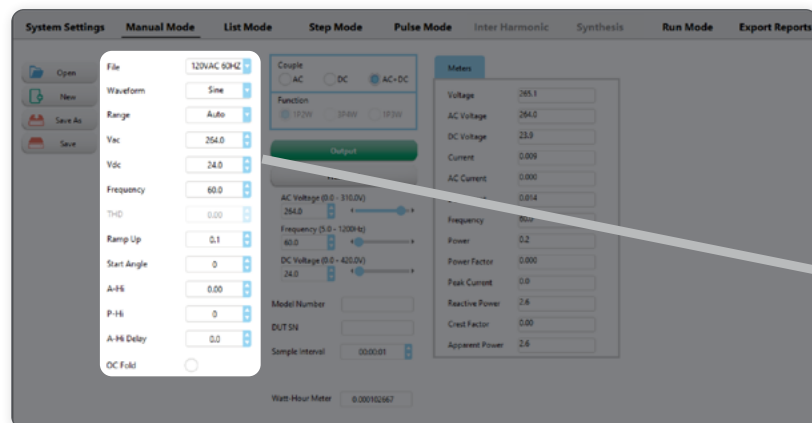 System Settings Manual Mode List Mode Step Mode Pulse Mode Inter Harmonic Synthesis Run Mode Export Reports
Open
New
Save As
Save
File 120VAC 60HZ
Waveform Sine
Range Auto
Vac 264.0
Vdc 24.0
Frequency 60.0
THD 0.00
Ramp Up 0.1
Start Angle 0
A-Hi 0.00
P-Hi 0
A-Hi Delay 0.0
OC Fold
Couple
AC DC AC+DC
Function
1P2W 3P4W 1P3W
Output
AC Voltage (0.0 - 310.0V)
264.0
Frequency (5.0 - 1200Hz)
60.0
DC Voltage (0.0 - 420.0V)
24.0
Model Number
DUT SN
Sample Interval 00:00:01
Watt-Hour Meter 0.000102667
Meters
Voltage 265.1
AC Voltage 264.0
DC Voltage 23.9
Current 0.009
AC Current 0.000
0.014
Frequency 60.0
Power 0.2
Power Factor 0.000
Peak Current 0.0
Reactive Power 2.6
Crest Factor 0.00
Apparent Power 2.6